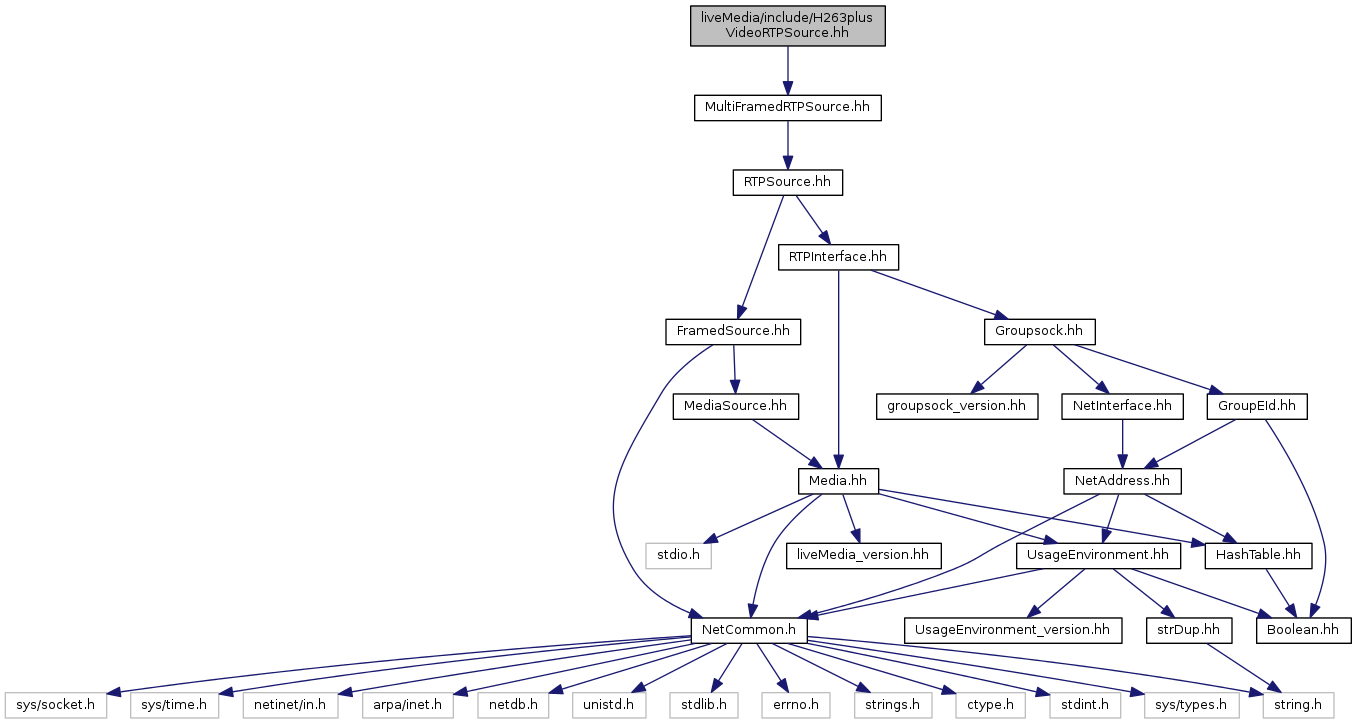 liveMedia/include/H263plus
VideoRTPSource.hh
MultiFramedRTPSource.hh
RTPSource.hh
RTPInterface.hh
FramedSource.hh
Groupsock.hh
MediaSource.hh
groupsock_version.hh
NetInterface.hh
GroupEId.hh
Media.hh
NetAddress.hh
stdio.h
liveMedia_version.hh
UsageEnvironment.hh
HashTable.hh
NetCommon.h
UsageEnvironment_version.hh
strDup.hh
Boolean.hh
sys/socket.h
sys/time.h
netinet/in.h
arpa/inet.h
netdb.h
unistd.h
stdlib.h
errno.h
strings.h
ctype.h
stdint.h
sys/types.h
string.h